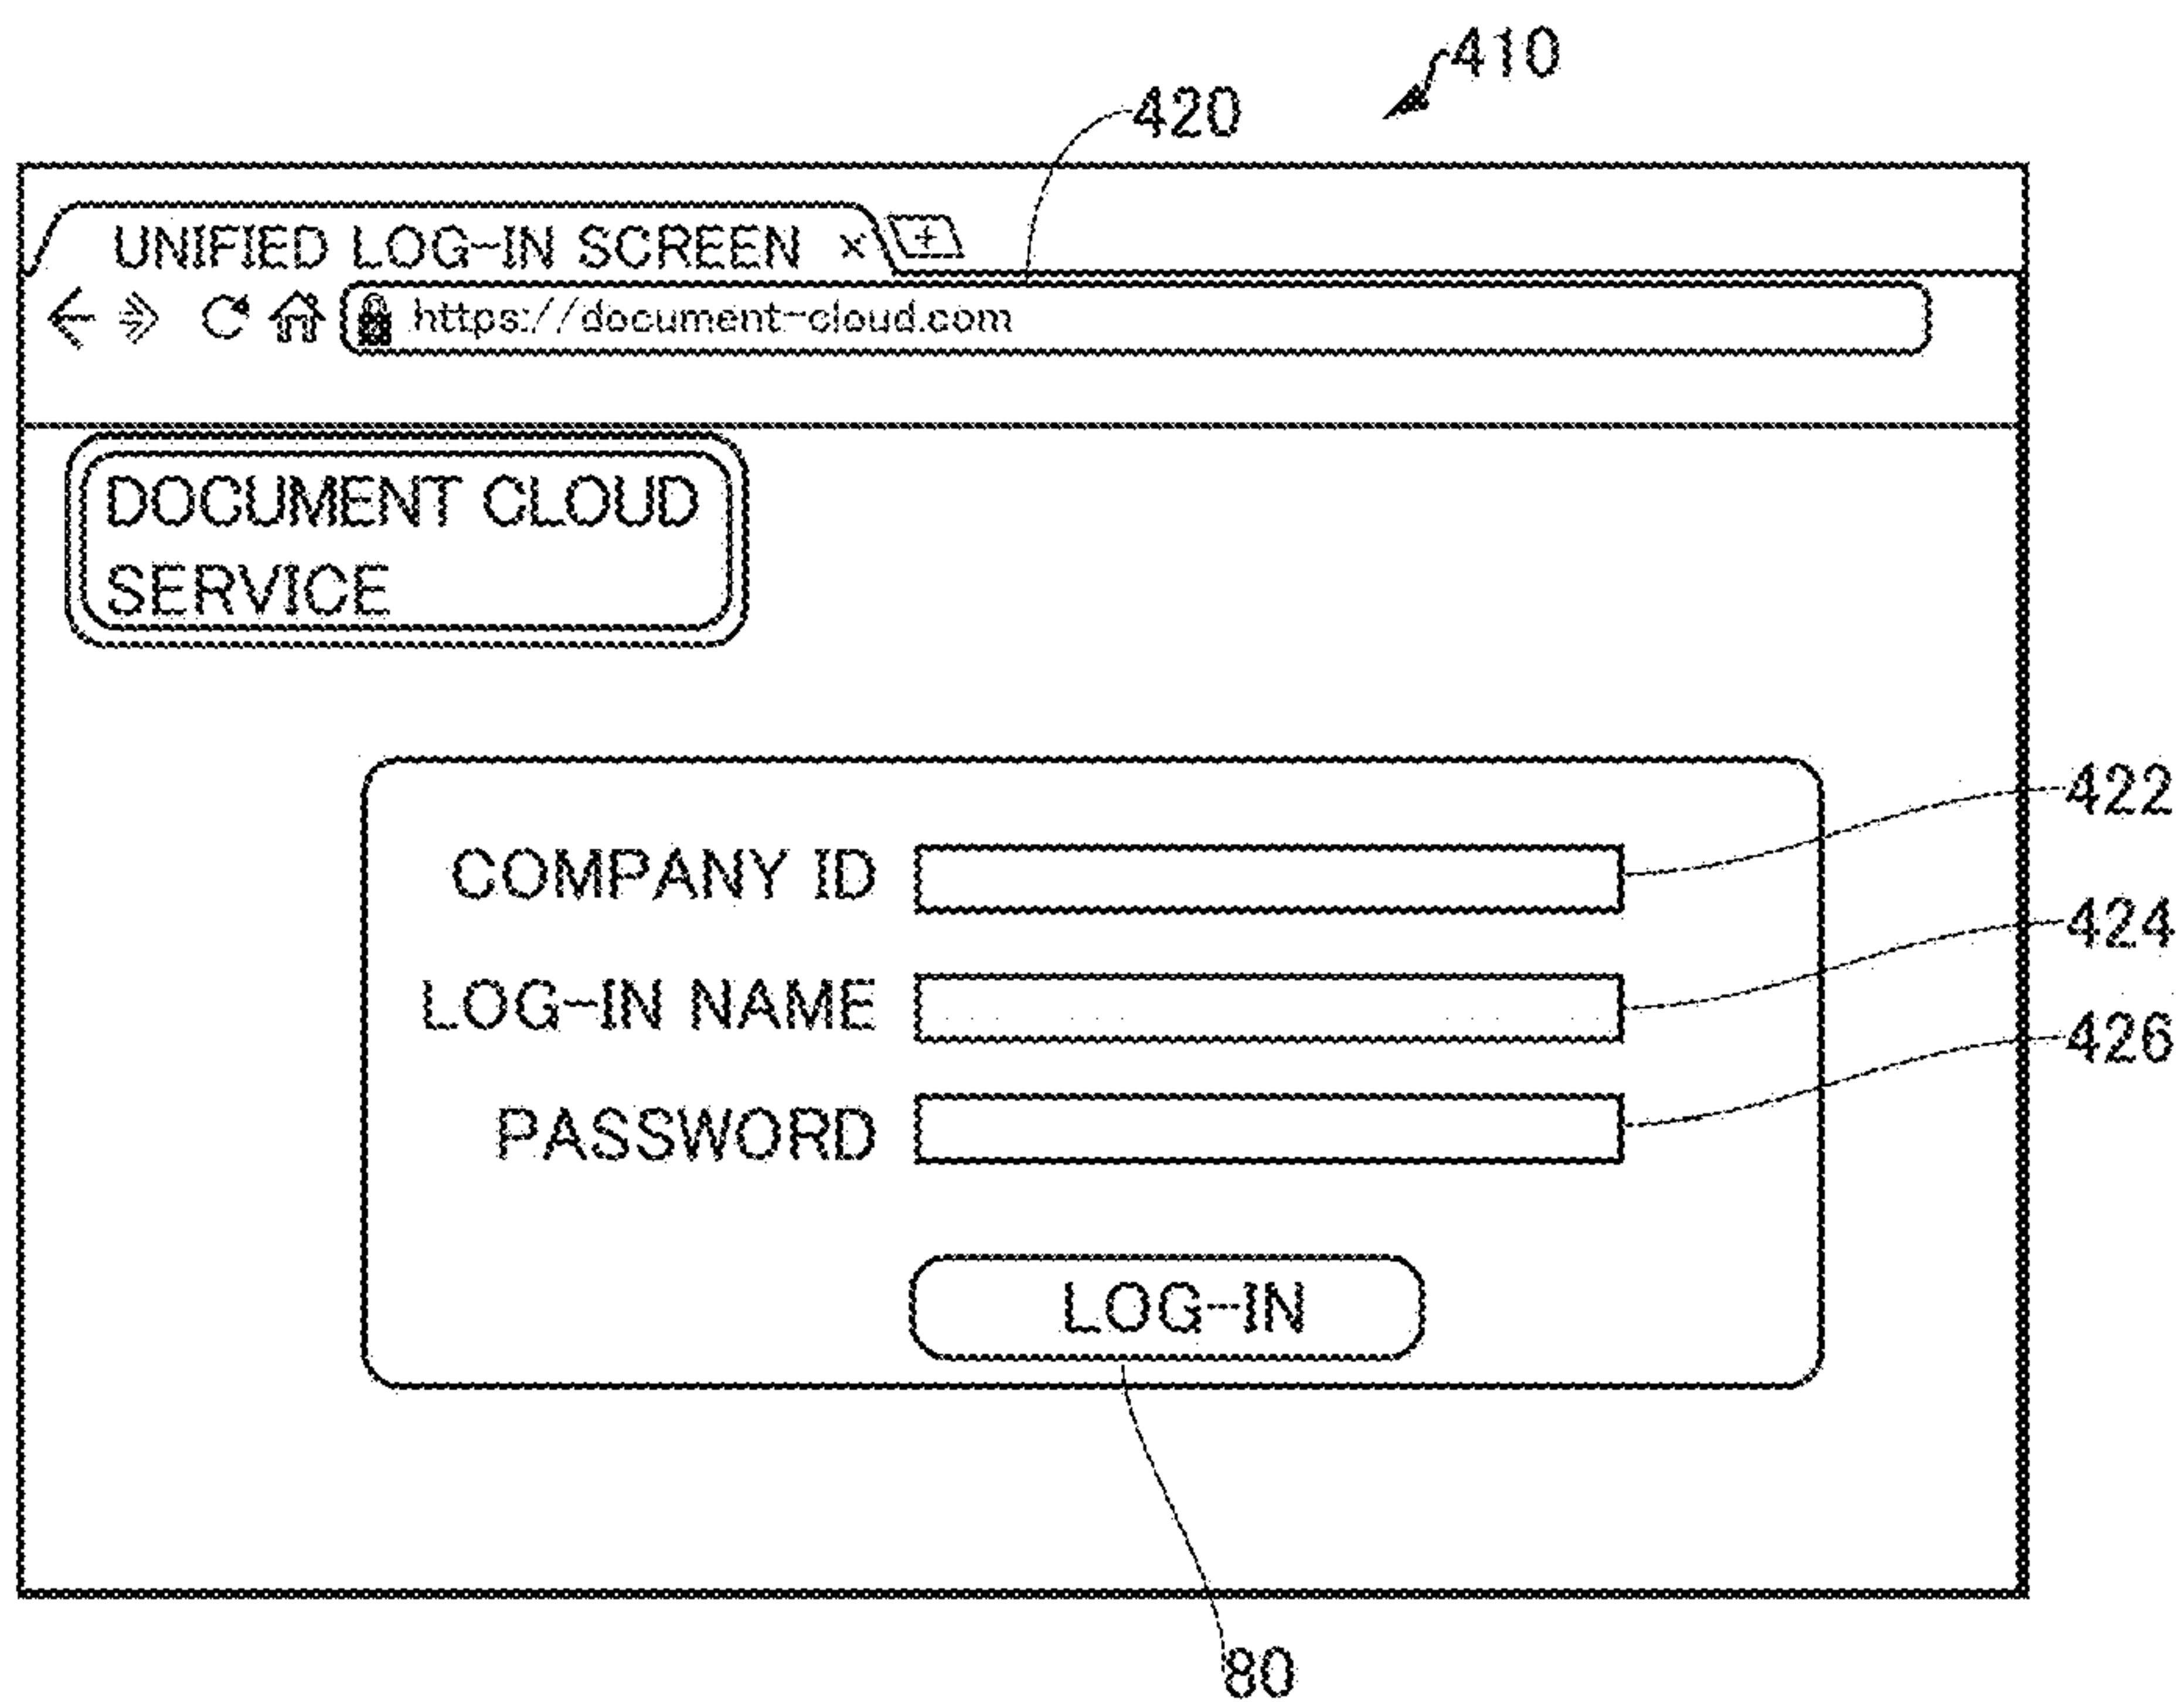 410
420
UNIFIED LOG-IN SCREEN × +
https://document-cloud.com
DOCUMENT CLOUD
SERVICE
422
COMPANY ID
424
LOG-IN NAME
426
PASSWORD
LOG-IN
80